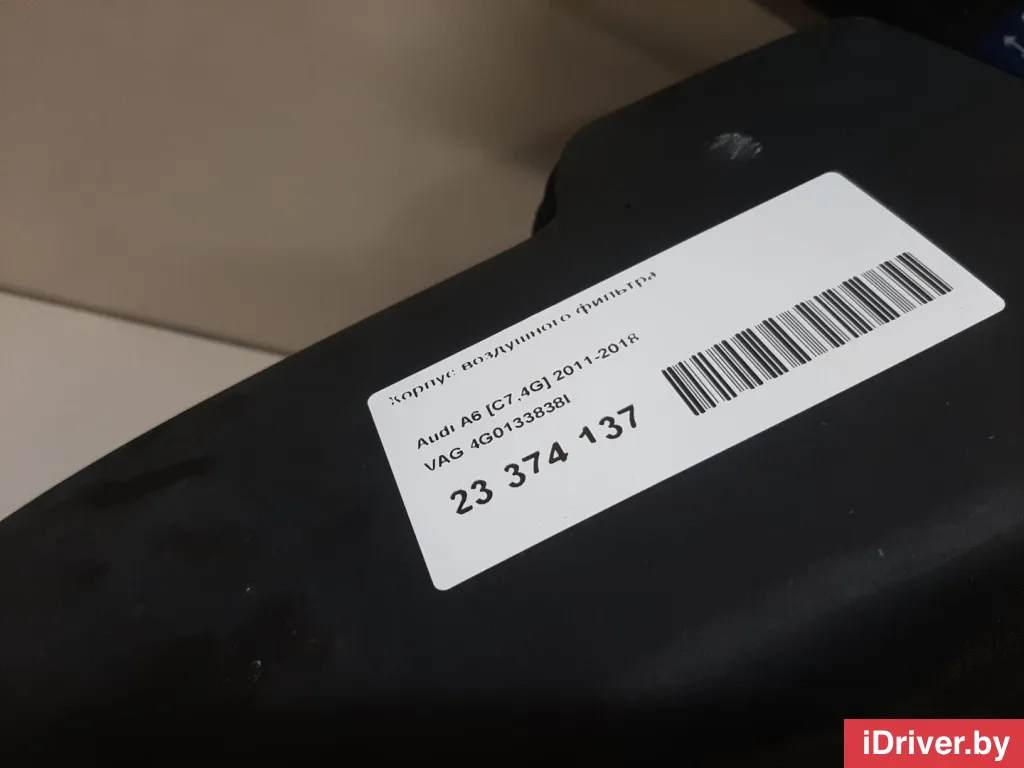 Корпус воздушного фильтра
Audi A6 [C7,4G] 2011-2018
VAG 4G0133838I
23 374 137
iDriver.by